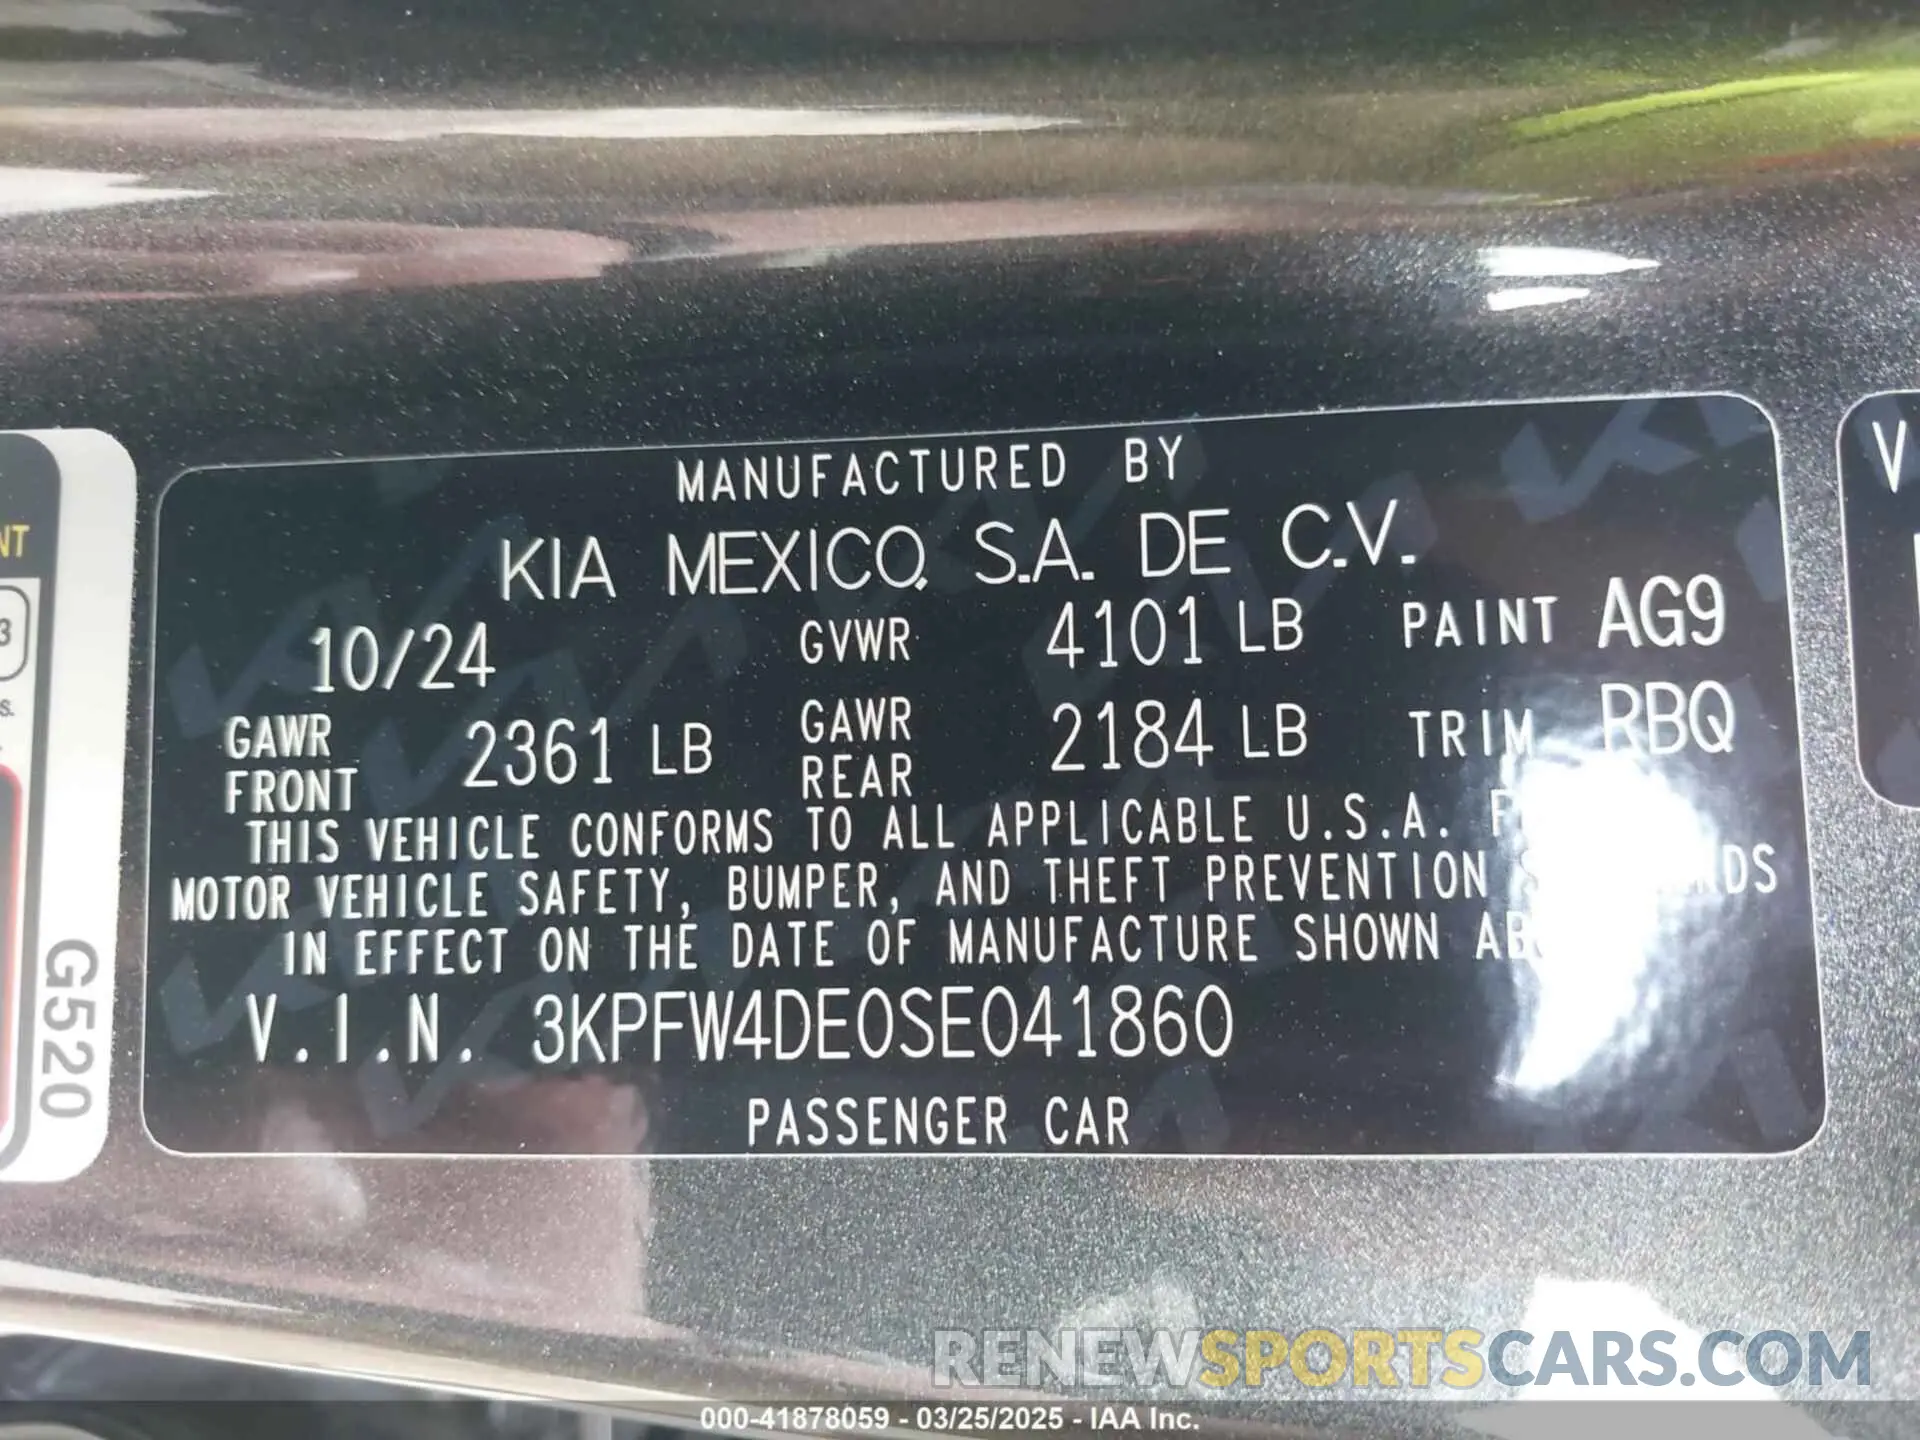 MANUFACTURED BY
KIA MEXICO, S.A. DE C.V.
10/24 GVWR 4101 LB PAINT AG9
GAWR FRONT 2361 LB GAWR REAR 2184 LB TRIM RBQ
THIS VEHICLE CONFORMS TO ALL APPLICABLE U.S.A.
MOTOR VEHICLE SAFETY, BUMPER, AND THEFT PREVENTION
IN EFFECT ON THE DATE OF MANUFACTURE SHOWN
V.I.N. 3KPFW4DE0SE041860
PASSENGER CAR
G520
RENEWSPORTSCARS.COM
000-41878059 - 03/25/2025 - IAA Inc.